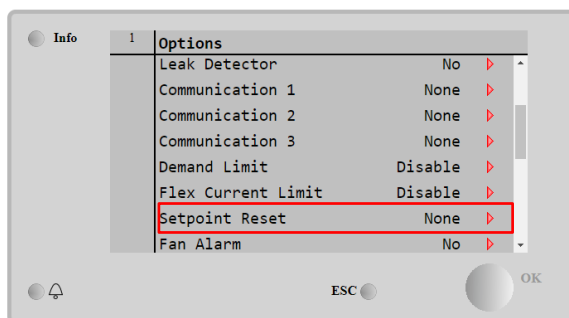 Info
1 Options
Leak Detector No
Communication 1 None
Communication 2 None
Communication 3 None
Demand Limit Disable
Flex Current Limit Disable
Setpoint Reset None
Fan Alarm No
ESC
OK